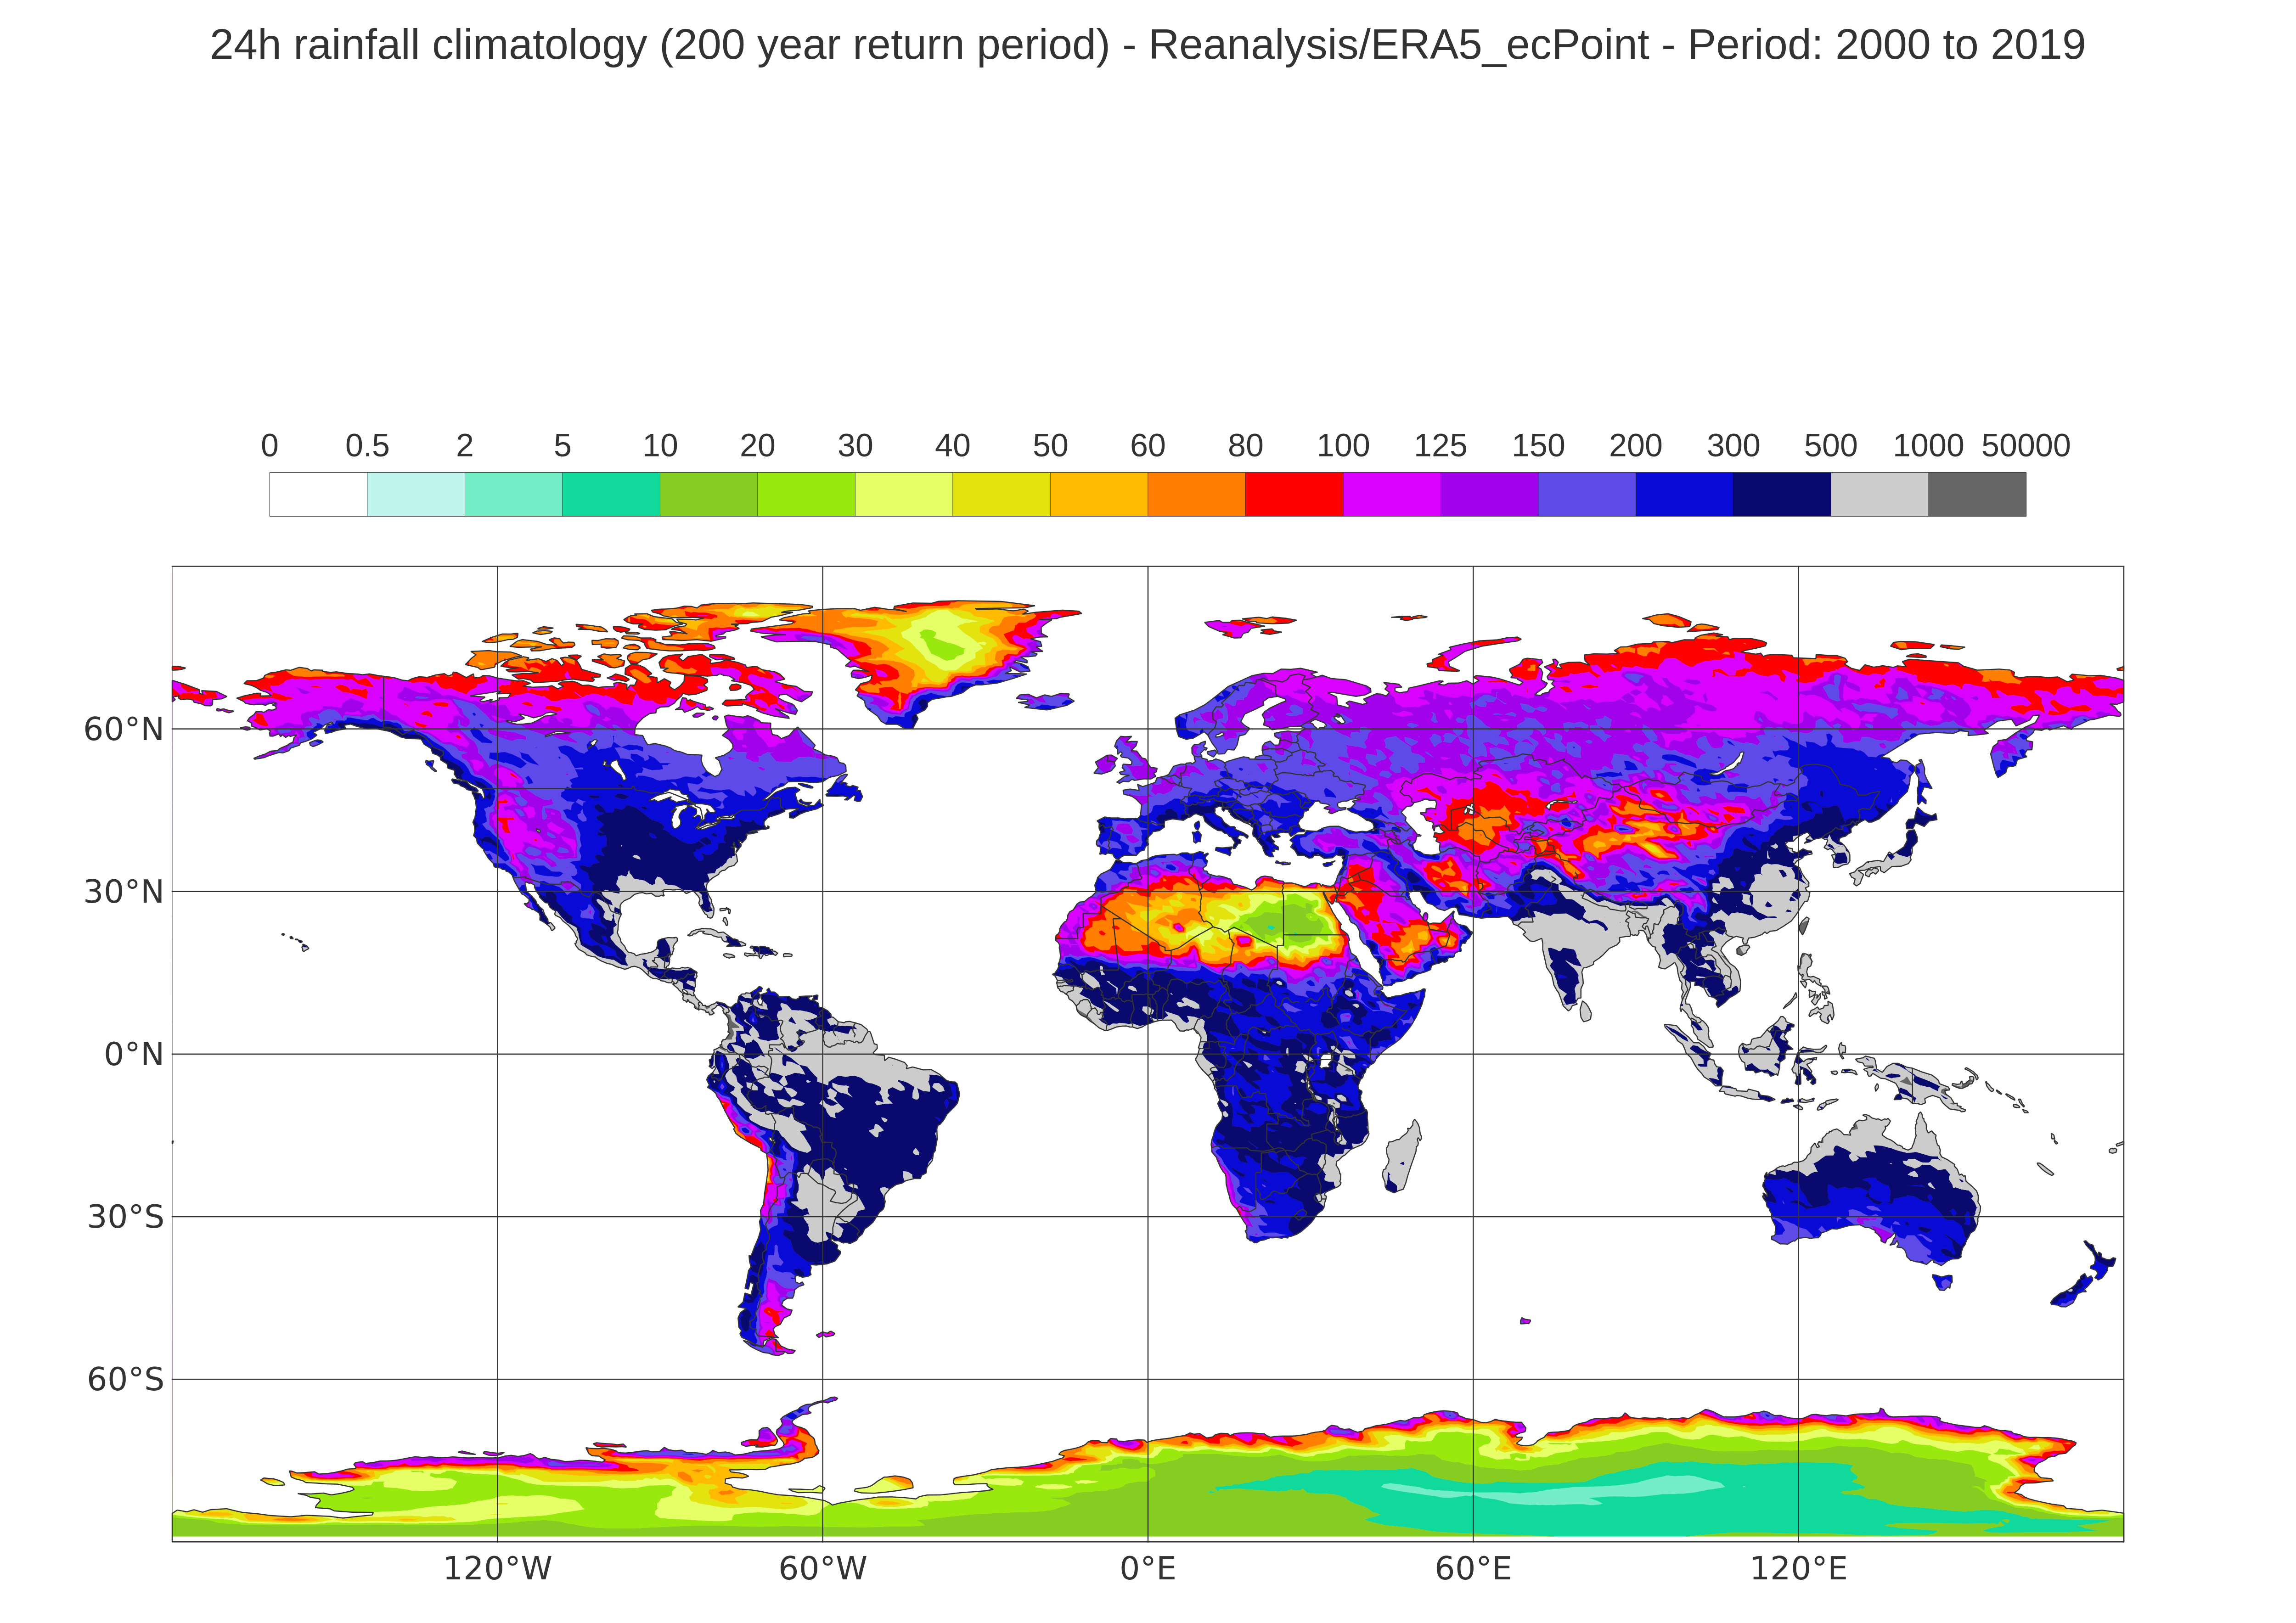 24h rainfall climatology (200 year return period) - Reanalysis/ERA5_ecPoint - Period: 2000 to 2019
0 0.5 2 5 10 20 30 40 50 60 80 100 125 150 200 300 500 1000 50000
60°N
30°N
0°N
30°S
60°S
120°W 60°W 0°E 60°E 120°E